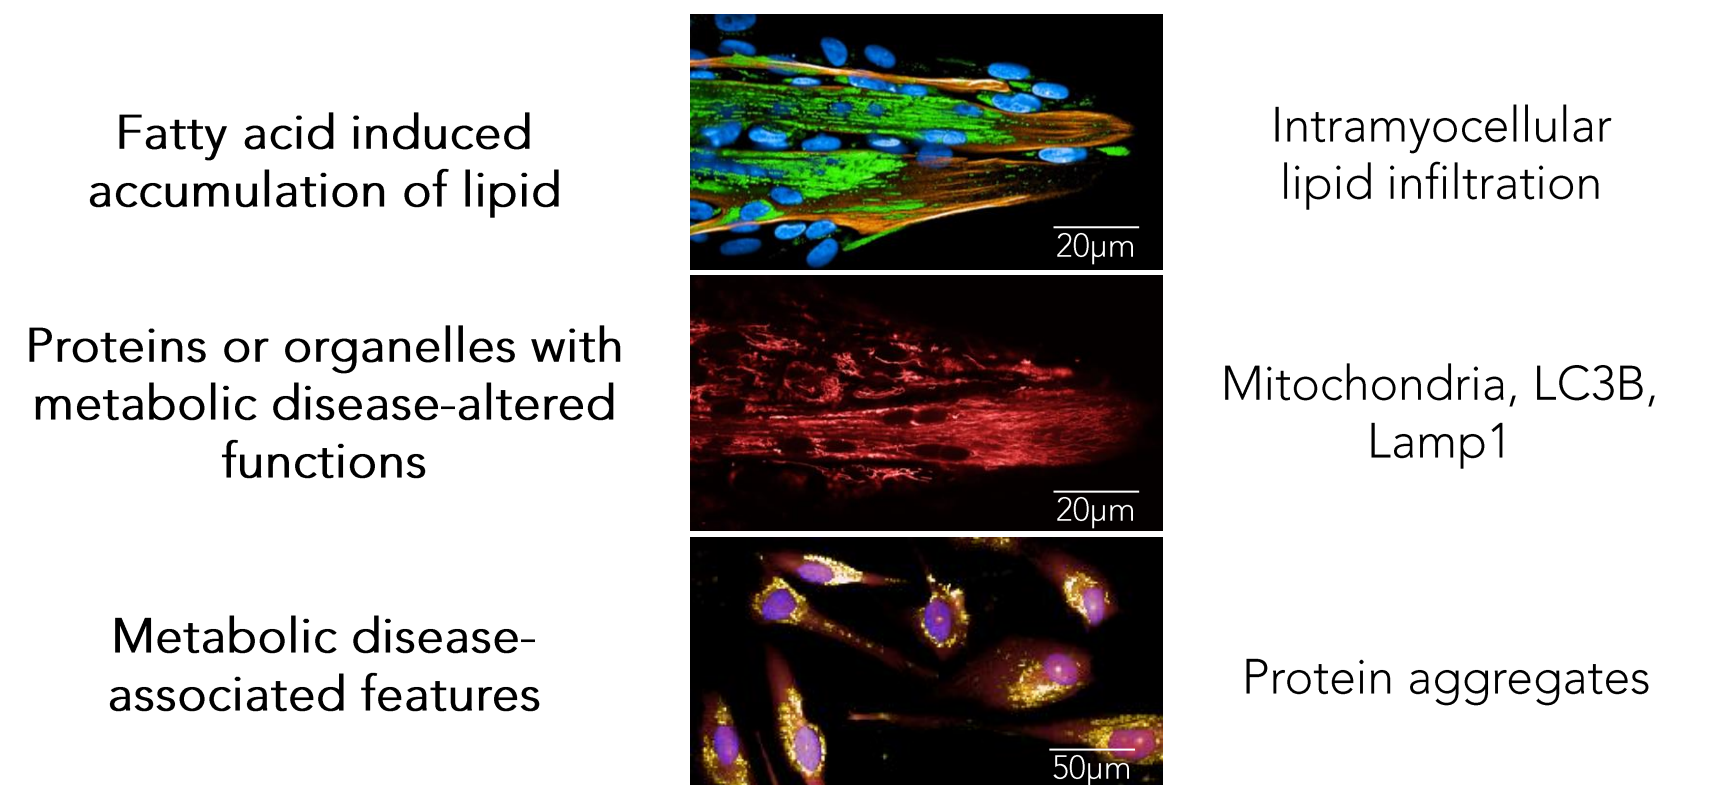 Fatty acid induced
accumulation of lipid
20μm
Intramyocellular
lipid infiltration
Proteins or organelles with
metabolic disease-altered
functions
20μm
Mitochondria, LC3B,
Lamp1
Metabolic disease-
associated features
50μm
Protein aggregates